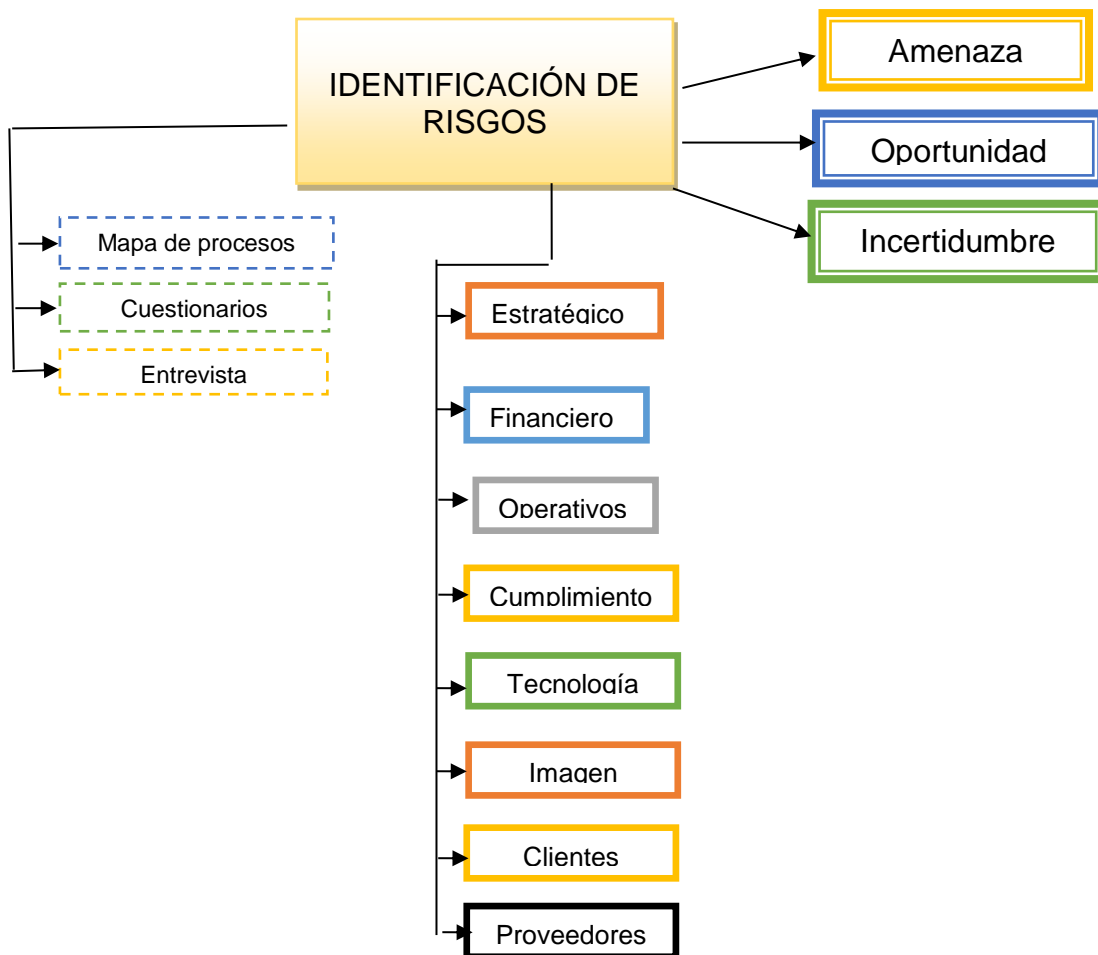 IDENTIFICACIÓN DE
RISGOS
Amenaza
Oportunidad
Incertidumbre
Mapa de procesos
Cuestionarios
Entrevista
Estratégico
Financiero
Operativos
Cumplimiento
Tecnología
Imagen
Clientes
Proveedores